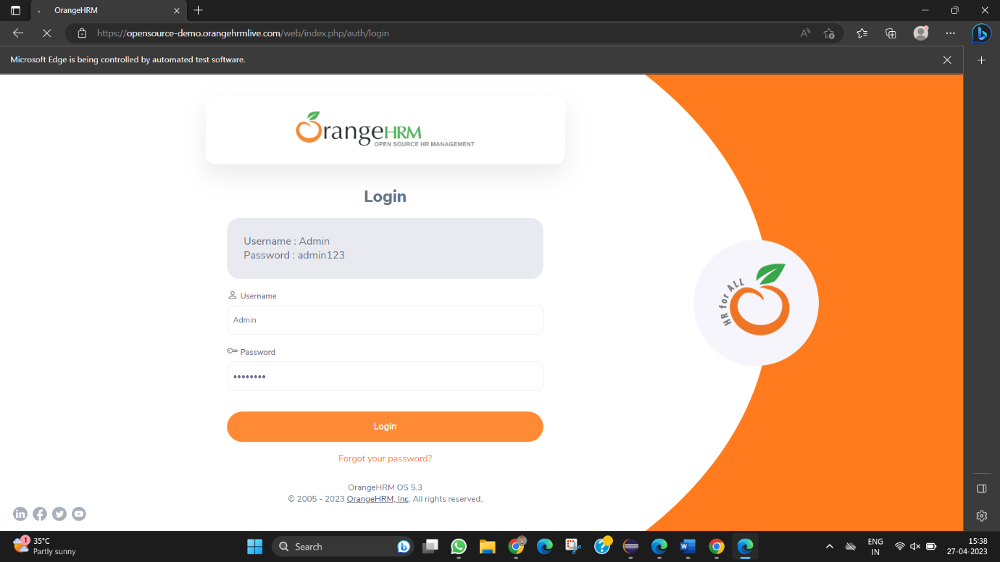 OrangeHRM
https://opensource-demo.orangehrmlive.com/web/index.php/auth/login
Microsoft Edge is being controlled by automated test software.
OrangeHRM
OPEN SOURCE HR MANAGEMENT
Login
Username : Admin
Password : admin123
Username
Admin
Password
••••••••
Login
Forgot your password?
OrangeHRM OS 5.3
© 2005 - 2023 OrangeHRM, Inc. All rights reserved.
HR for ALL
1
35°C
Partly sunny
Search
ENG
IN
15:38
27-04-2023